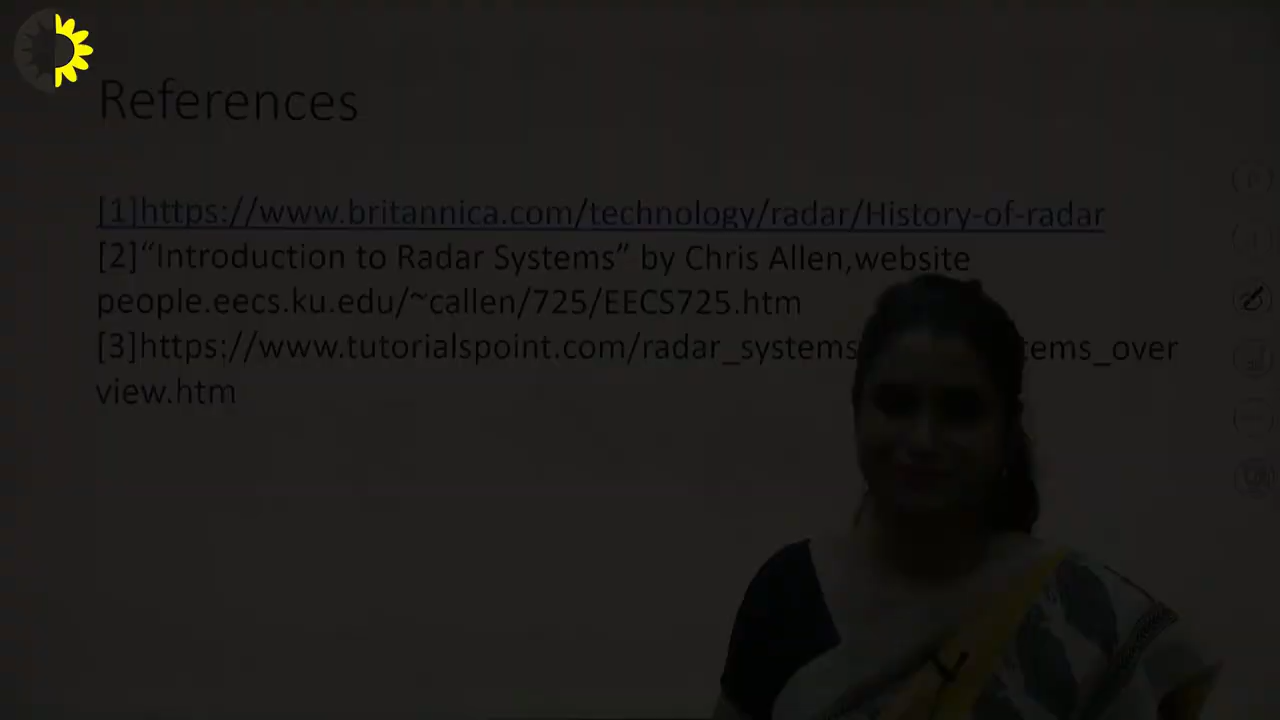 References
[1]https://www.britannica.com/technology/radar/History-of-radar
[2]“Introduction to Radar Systems” by Chris Allen,website
people.eecs.ku.edu/~callen/725/EECS725.htm
[3]https://www.tutorialspoint.com/radar_systems tems_over
view.htm